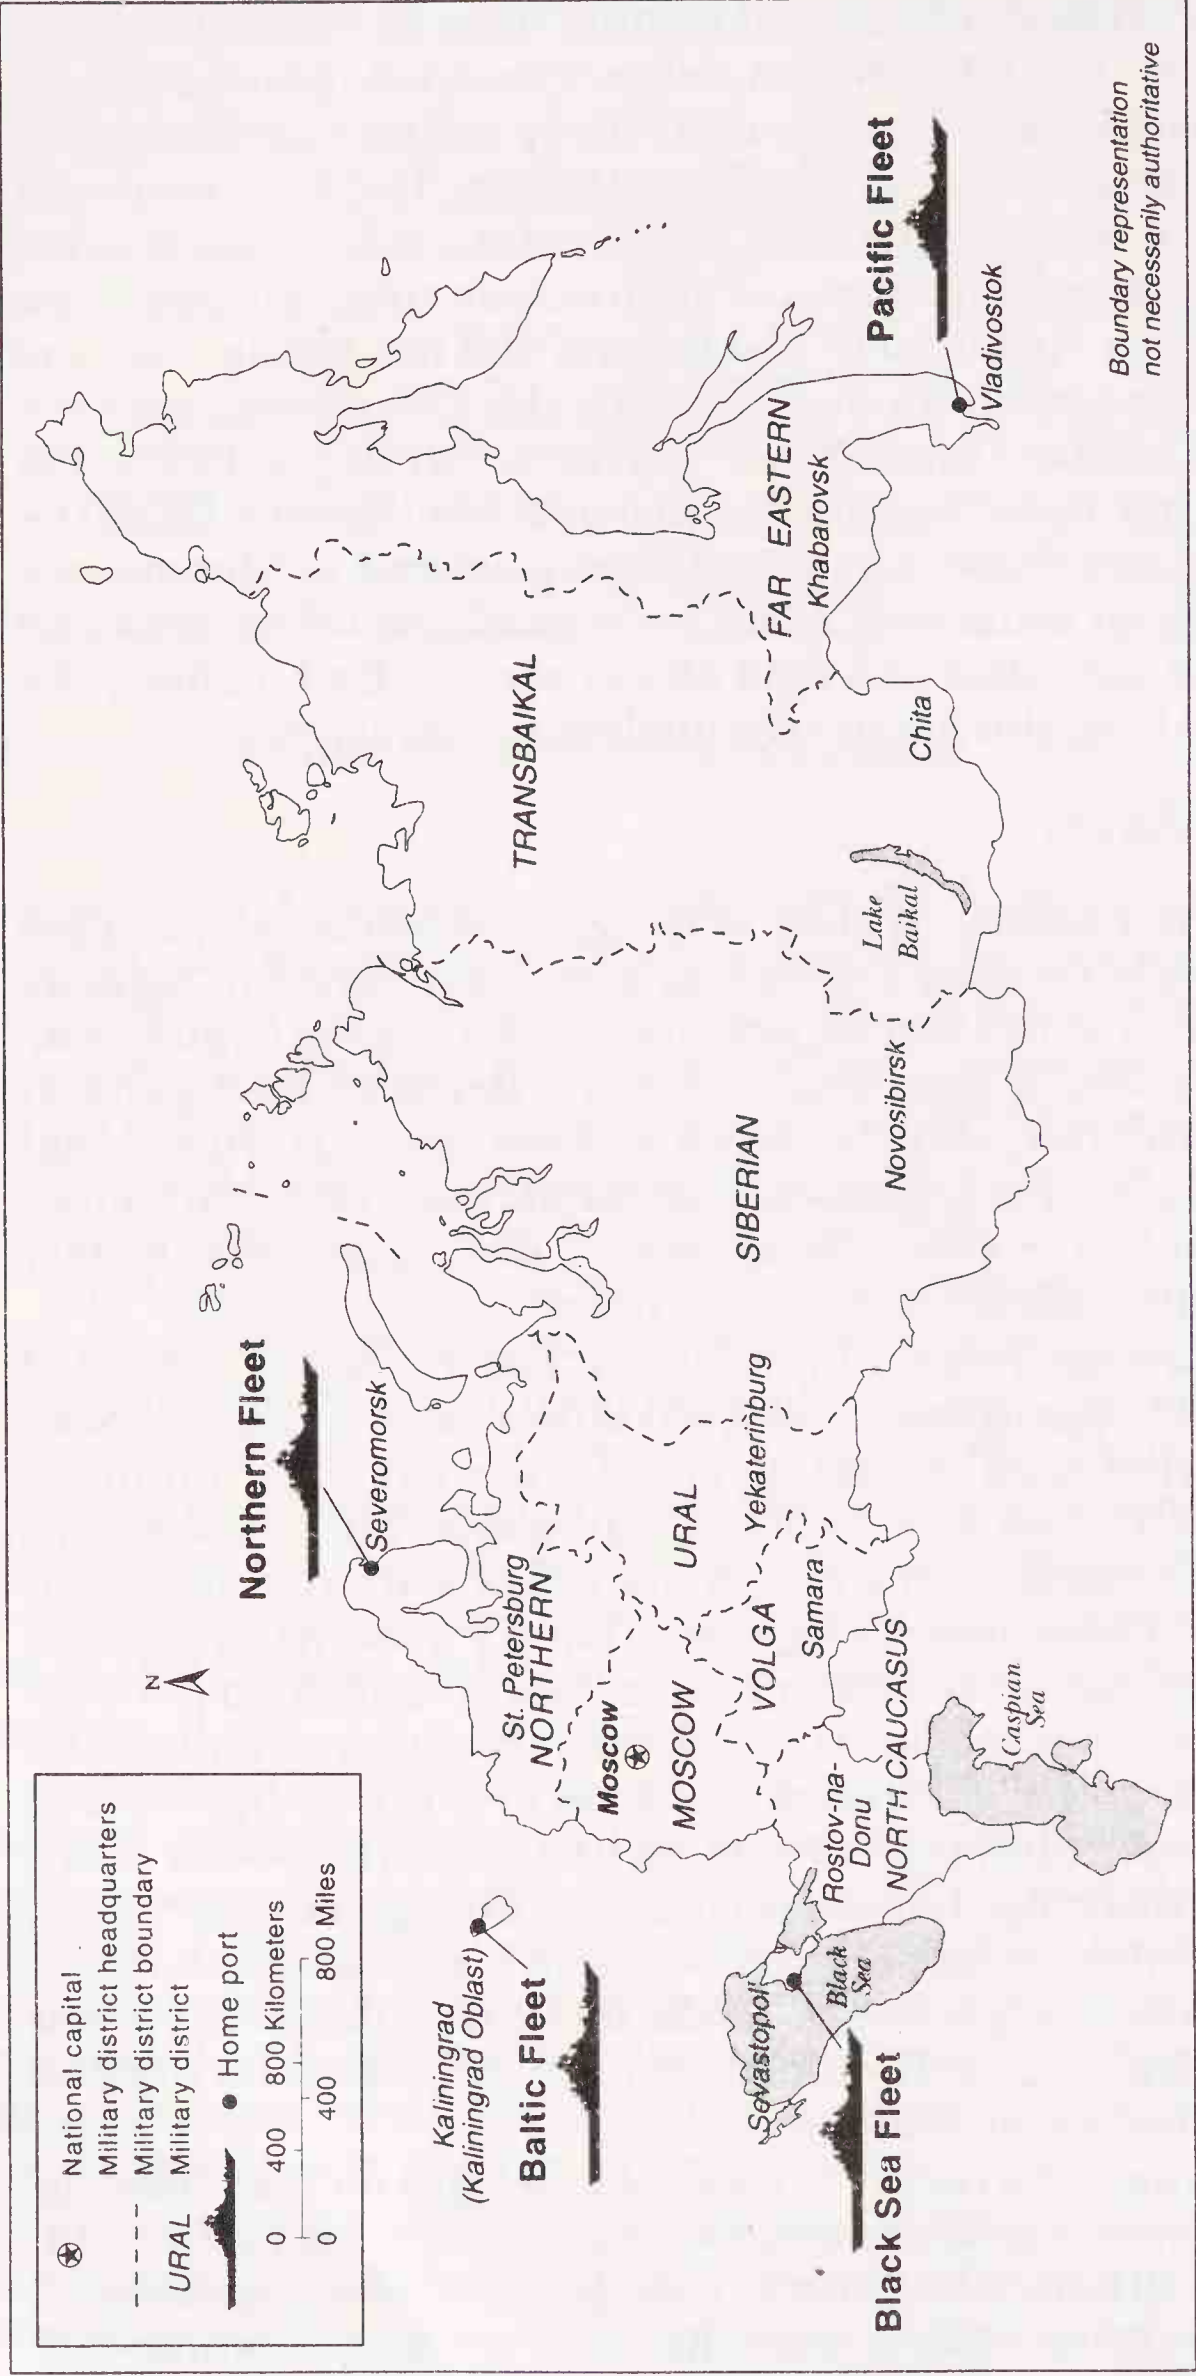 National capital
Military district headquarters
Military district boundary
URAL Military district
Home port
0 400 800 Kilometers
0 400 800 Miles
N
Northern Fleet
Severomorsk
Kaliningrad
(Kaliningrad Oblast)
Baltic Fleet
St. Petersburg
NORTHERN
Moscow
MOSCOW
URAL
Yekaterinburg
VOLGA
Samara
Sevastopol'
Black
Sea
Black Sea Fleet
Rostov-na-
Donu
NORTH CAUCASUS
Caspian
Sea
SIBERIAN
Novosibirsk
TRANSBAIKAL
Lake
Baikal
Chita
FAR EASTERN
Khabarovsk
Pacific Fleet
Vladivostok
Boundary representation
not necessarily authoritative